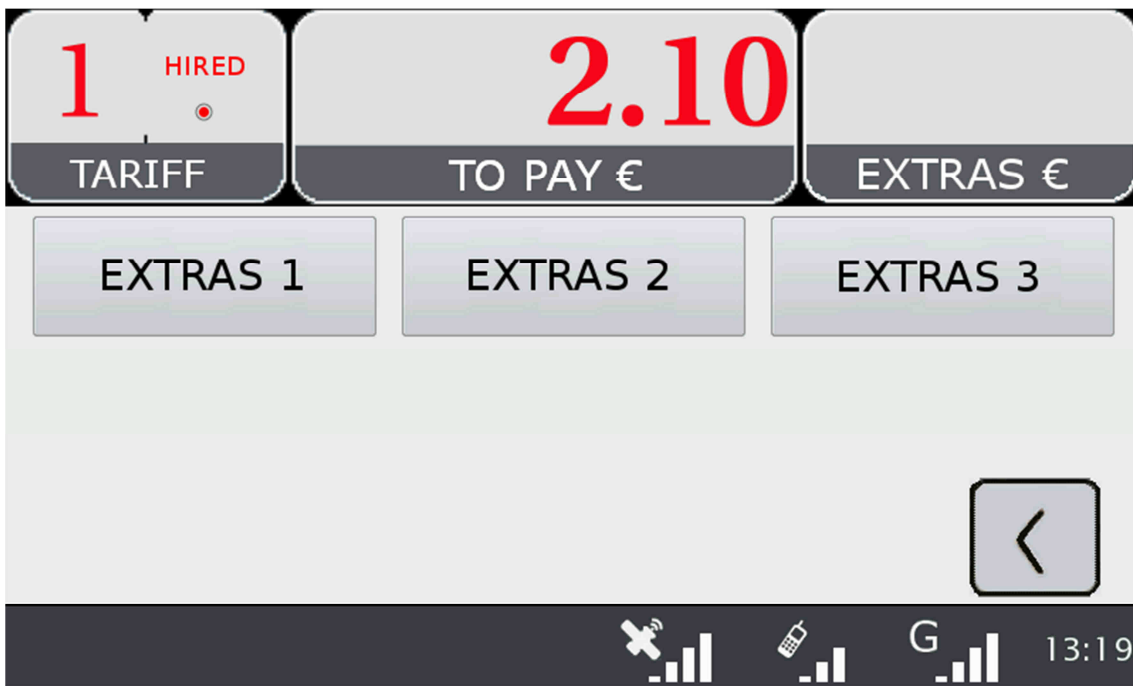 1 HIRED 2.10
TARIFF TO PAY € EXTRAS €
EXTRAS 1 EXTRAS 2 EXTRAS 3
G 13:19